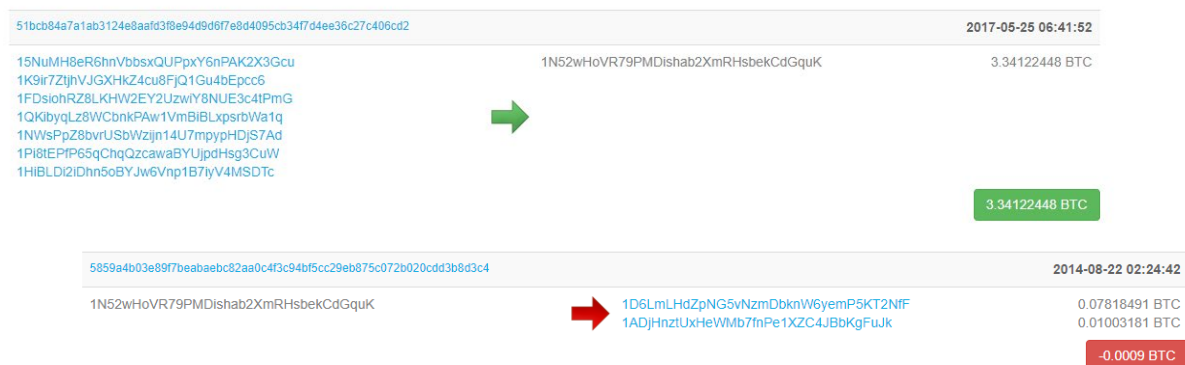 51bcb84a7a1ab3124e8aafd3f8e94d9d6f7e8d4095cb34f7d4ee36c27c406cd2 2017-05-25 06:41:52
15NuMH8eR6hnVbbsxQUPpxY6nPAK2X3Gcu 1N52wHoVR79PMDishab2XmRHsbekCdGquK 3.34122448 BTC
1K9ir7ZtjhVJGXHkZ4cu8FjQ1Gu4bEpcc6
1FDsiohRZ8LKHW2EY2UzwiY8NUE3c4tPmG
1QKibyqLz8WCbnkPAw1VmBiBLxpsrbWa1q
1NWsPpZ8bvrUSbWzijn14U7mpypHDjS7Ad
1Pi8tEPfP65qChqQzcawaBYUjpdHsg3CuW
1HiBLDi2iDhn5oBYJw6Vnp1B7iyV4MSDTc
3.34122448 BTC
5859a4b03e89f7beabaebc82aa0c4f3c94bf5cc29eb875c072b020cdd3b8d3c4 2014-08-22 02:24:42
1N52wHoVR79PMDishab2XmRHsbekCdGquK 1D6LmLHdZpNG5vNzmDbknW6yemP5KT2NfF 0.07818491 BTC
1ADjHnztUxHeWMb7fnPe1XZC4JBbKgFuJk 0.01003181 BTC
-0.0009 BTC